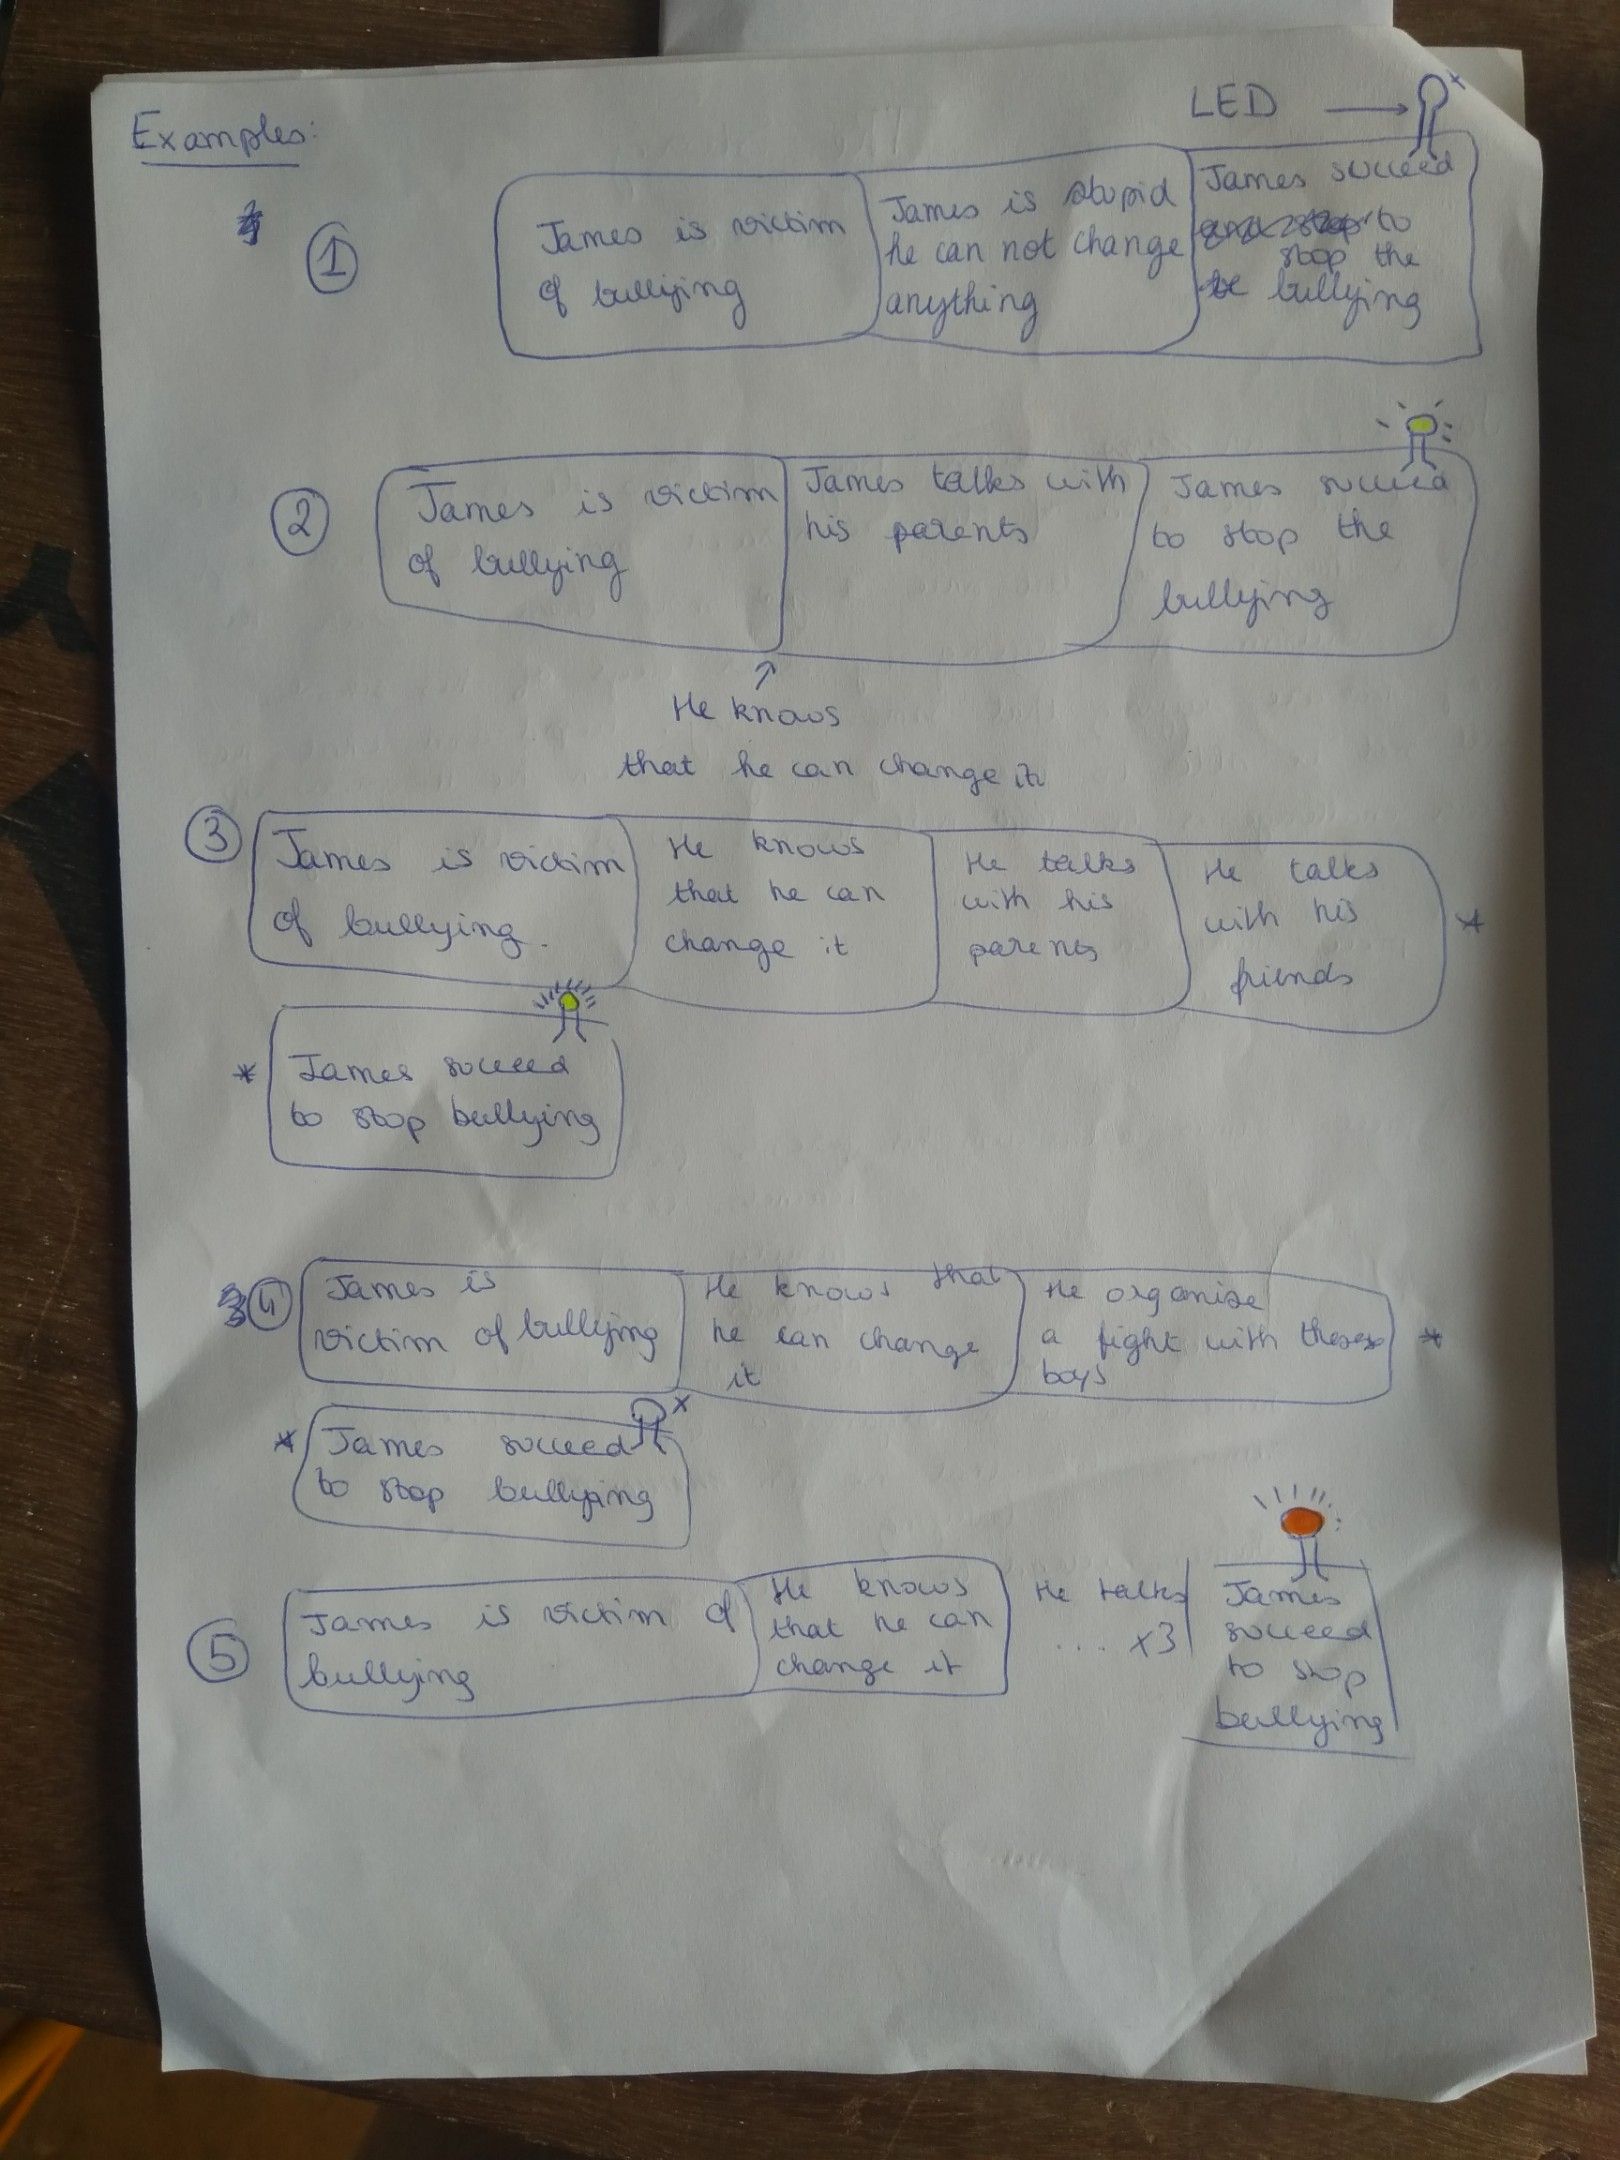 Examples:
LED
①
James is victim
of bullying
James is stupid
he can not change
anything
James succeed
to
stop the
bullying
②
James is victim
of bullying
James talks with
his parents
James succeed
to stop the
bullying
He knows
that he can change it
③
James is victim
of bullying.
He knows
that he can
change it
He talks
with his
parents
He talks
with his
friends
*
*
James succeed
to stop bullying
④
James is
victim of bullying
He knows that
he can change
it
He organize
a fight with these
boys
*
*
James succeed
to stop bullying
x
⑤
James is victim of
bullying
He knows
that he can
change it
He talks
... x3
James
succeed
to stop
bullying